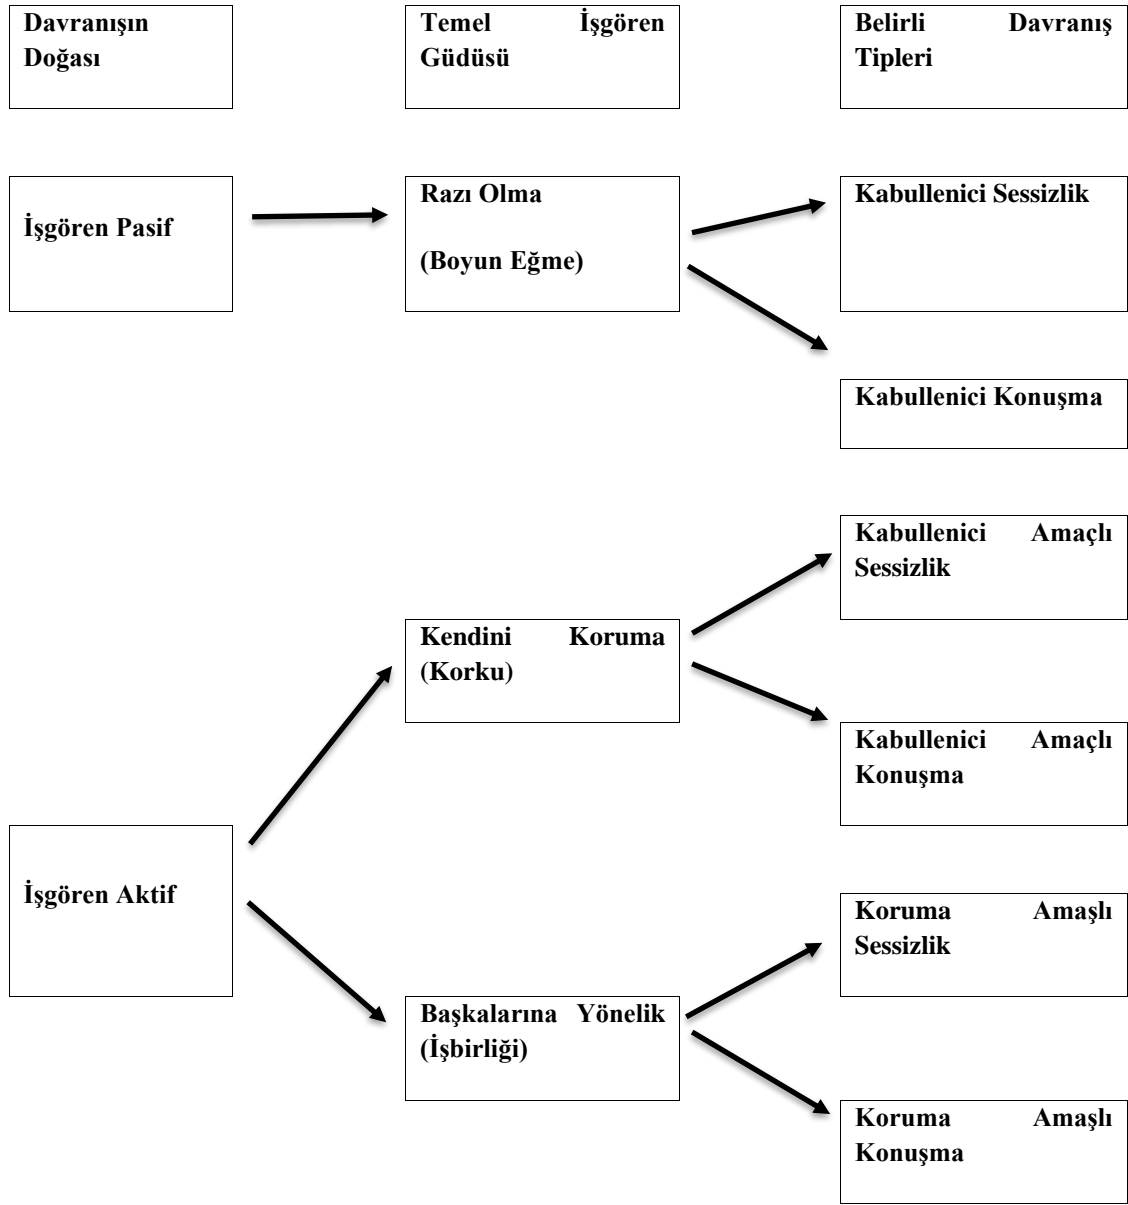 Davranışın
Doğası
Temel İşgören
Güdüsü
Belirli Davranış
Tipleri
İşgören Pasif
Razı Olma
(Boyun Eğme)
Kabullenici Sessizlik
Kabullenici Konuşma
Kabullenici Amaçlı
Sessizlik
Kendini Koruma
(Korku)
Kabullenici Amaçlı
Konuşma
İşgören Aktif
Koruma Amaşlı
Sessizlik
Başkalarına Yönelik
(İşbirliği)
Koruma Amaşlı
Konuşma